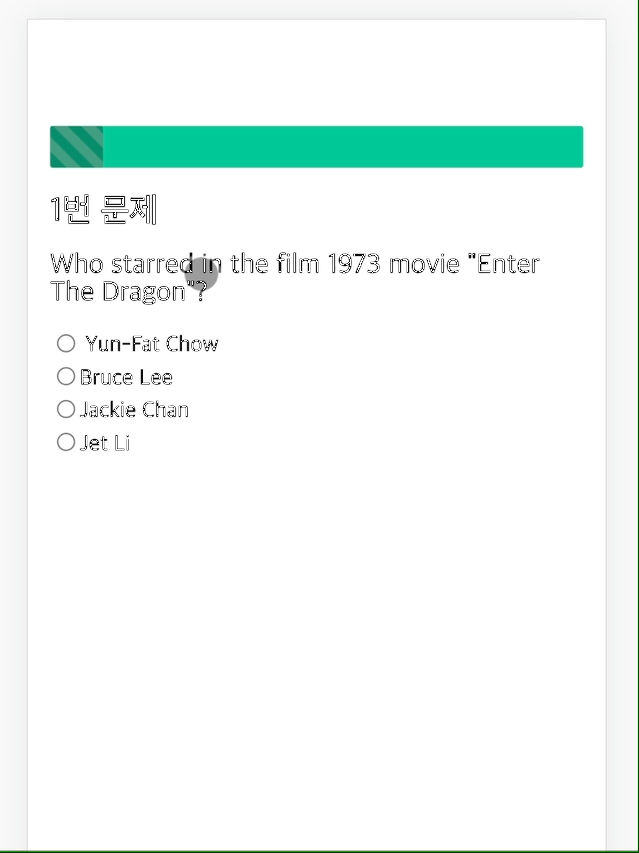 1번 문제
Who starred in the film 1973 movie "Enter
The Dragon"?
Yun-Fat Chow
Bruce Lee
Jackie Chan
Jet Li